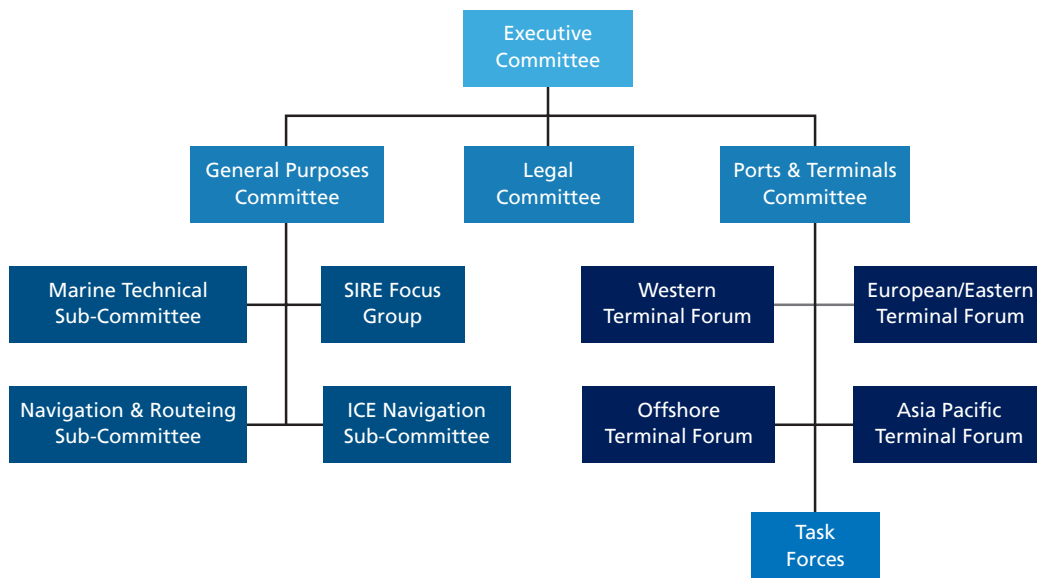 Executive
Committee
General Purposes
Committee
Legal
Committee
Ports & Terminals
Committee
Marine Technical
Sub-Committee
SIRE Focus
Group
Western
Terminal Forum
European/Eastern
Terminal Forum
Navigation & Routeing
Sub-Committee
ICE Navigation
Sub-Committee
Offshore
Terminal Forum
Asia Pacific
Terminal Forum
Task
Forces